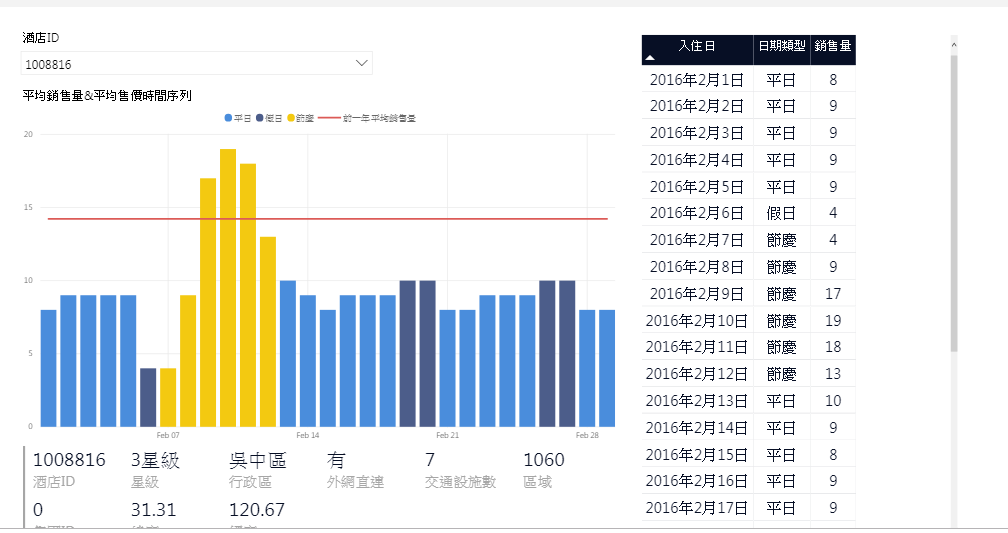 酒店ID
1008816
平均銷售量&平均售價時間序列
平日 假日 節慶 前一年平均銷售量
20
15
10
5
0
Feb 07 Feb 14 Feb 21 Feb 28
1008816 3星級 吳中區 有 7 1060
酒店ID 星級 行政區 外網直連 交通設施數 區域
0 31.31 120.67
入住日 日期類型 銷售量
2016年2月1日 平日 8
2016年2月2日 平日 9
2016年2月3日 平日 9
2016年2月4日 平日 9
2016年2月5日 平日 9
2016年2月6日 假日 4
2016年2月7日 節慶 4
2016年2月8日 節慶 9
2016年2月9日 節慶 17
2016年2月10日 節慶 19
2016年2月11日 節慶 18
2016年2月12日 節慶 13
2016年2月13日 平日 10
2016年2月14日 平日 9
2016年2月15日 平日 8
2016年2月16日 平日 9
2016年2月17日 平日 9